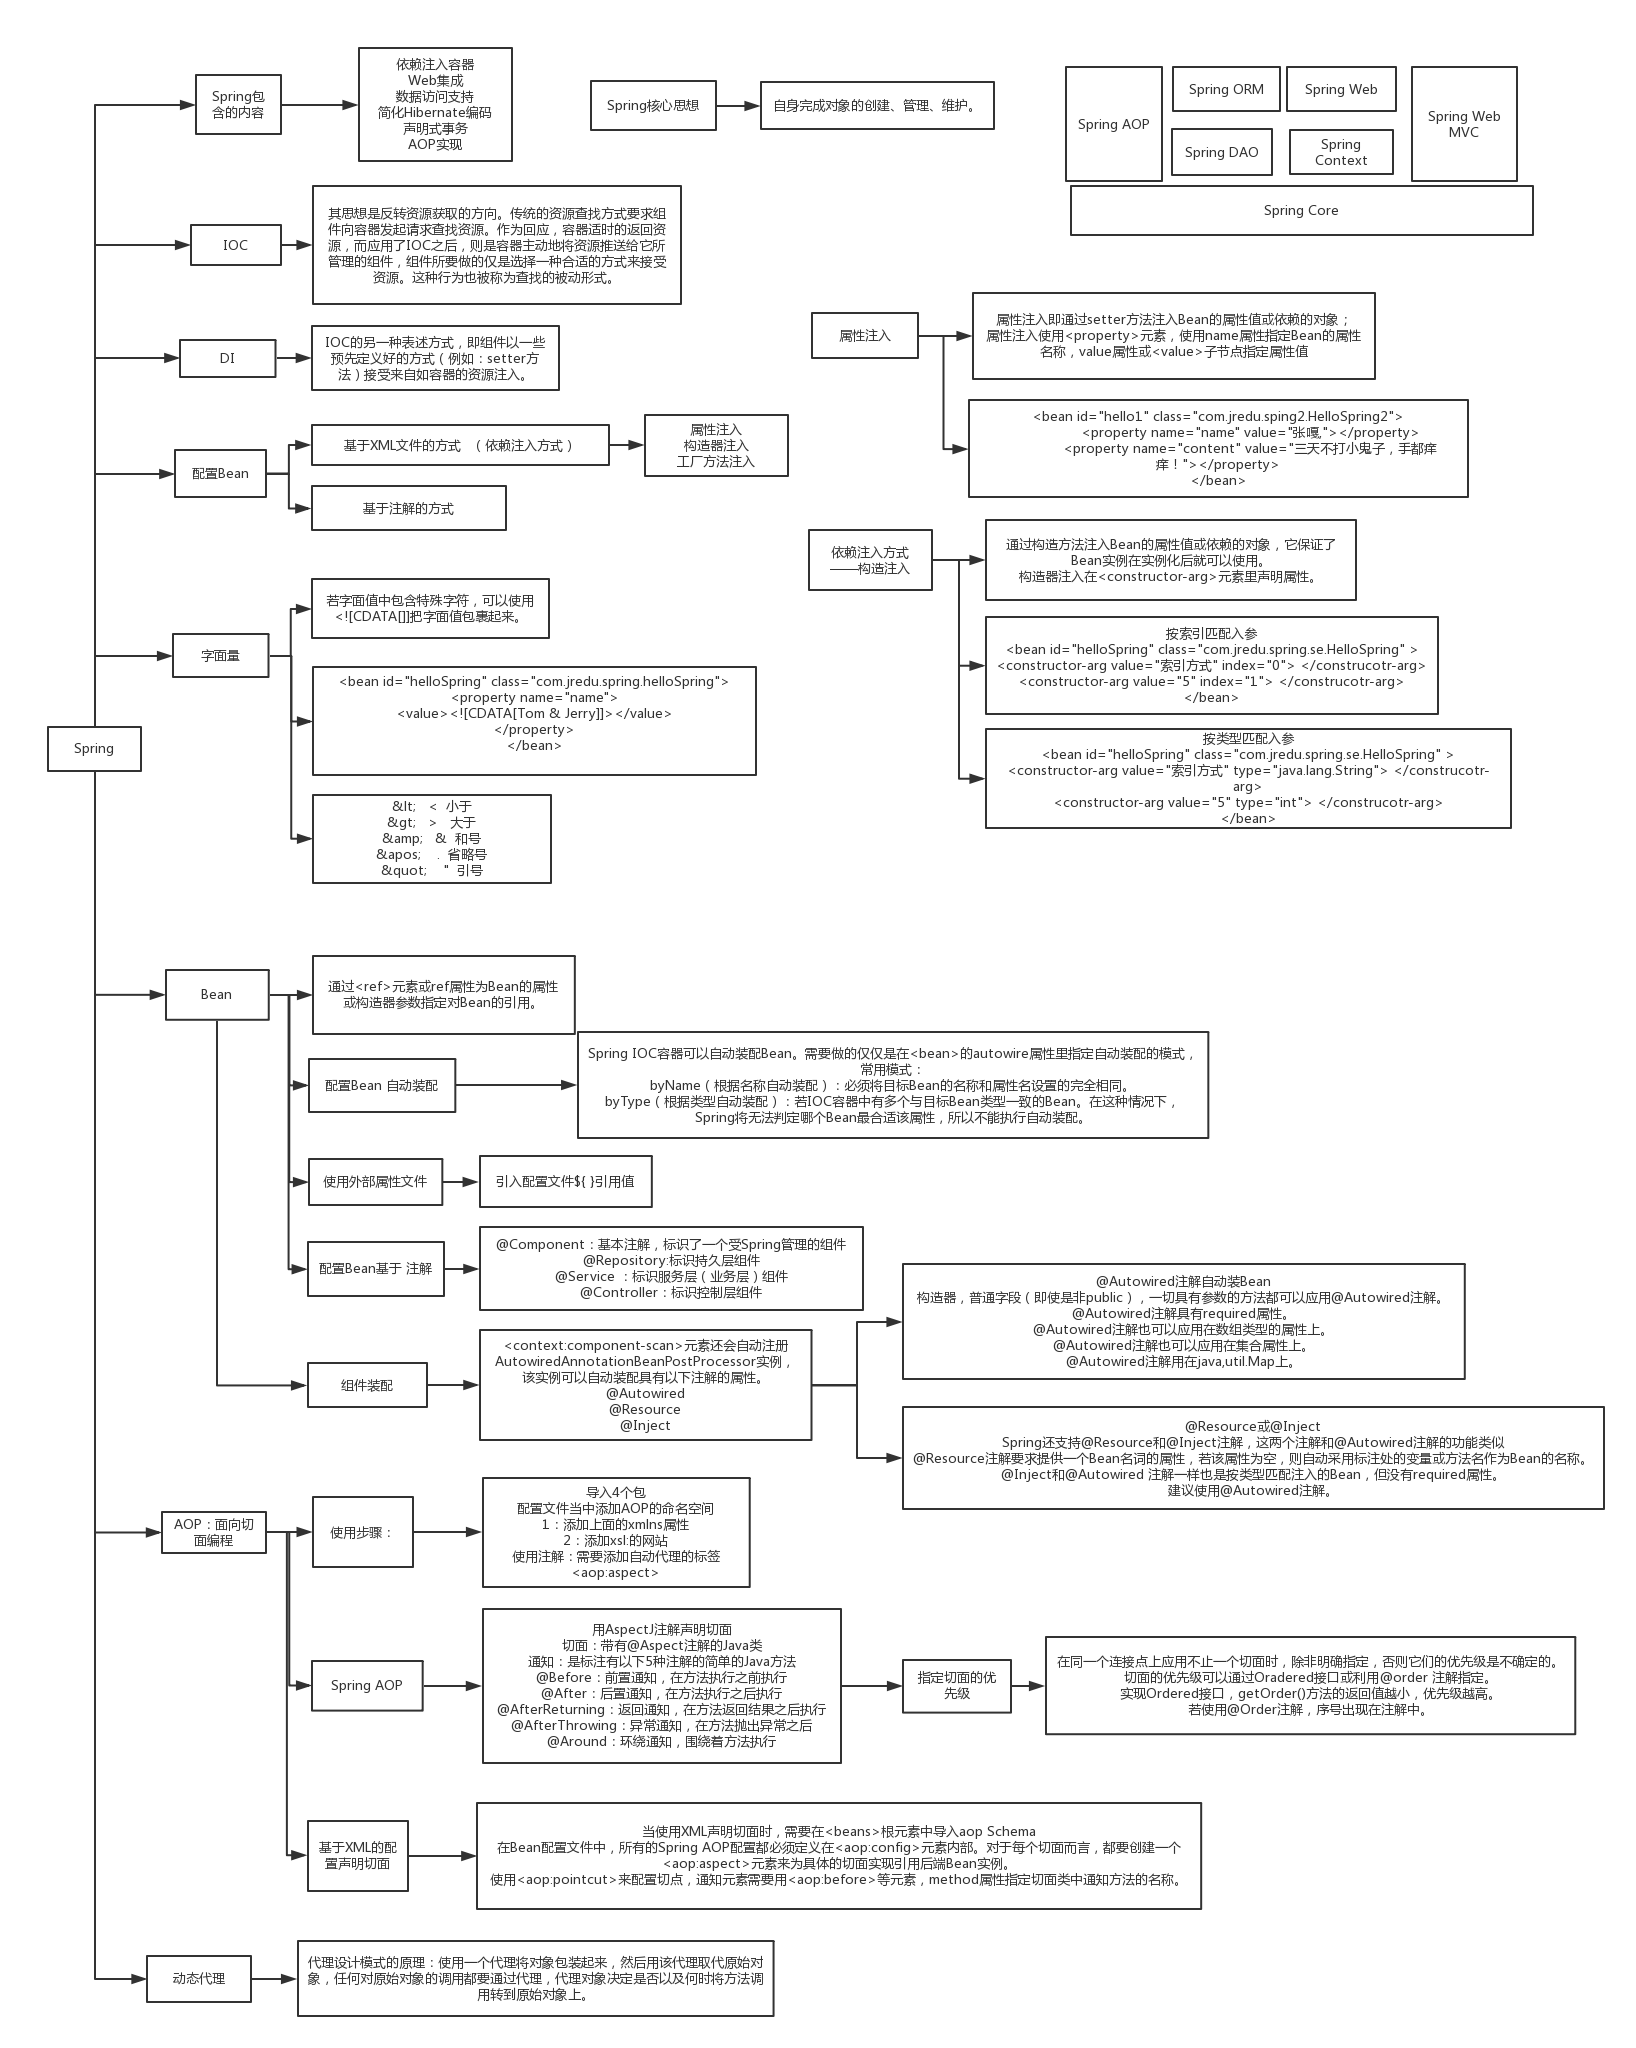 Spring包
含的内容
依赖注入容器
Web集成
数据访问支持
简化Hibernate编码
声明式事务
AOP实现
Spring核心思想
自身完成对象的创建、管理、维护。
Spring AOP
Spring ORM
Spring Web
Spring DAO
Spring
Context
Spring Web
MVC
Spring Core
IOC
其思想是反转资源获取的方向。传统的资源查找方式要求组
件向容器发起请求查找资源。作为回应，容器适时的返回资
源，而应用了IOC之后，则是容器主动地将资源推送给它所
管理的组件，组件所要做的仅是选择一种合适的方式来接受
资源。这种行为也被称为查找的被动形式。
DI
IOC的另一种表述方式，即组件以一些
预先定义好的方式（例如：setter方
法）接受来自如容器的资源注入。
属性注入
属性注入即通过setter方法注入Bean的属性值或依赖的对象；
属性注入使用<property>元素，使用name属性指定Bean的属性
名称，value属性或<value>子节点指定属性值
<bean id="hello1" class="com.jredu.sping2.HelloSpring2">
<property name="name" value="张嘎,"></property>
<property name="content" value="三天不打小鬼子，手都痒
痒！"></property>
</bean>
配置Bean
基于XML文件的方式 （依赖注入方式）
属性注入
构造器注入
工厂方法注入
基于注解的方式
依赖注入方式
——构造注入
通过构造方法注入Bean的属性值或依赖的对象，它保证了
Bean实例在实例化后就可以使用。
构造器注入在<constructor-arg>元素里声明属性。
按索引匹配入参
<bean id="helloSpring" class="com.jredu.spring.se.HelloSpring" >
<constructor-arg value="索引方式" index="0"> </construcotr-arg>
<constructor-arg value="5" index="1"> </construcotr-arg>
</bean>
按类型匹配入参
<bean id="helloSpring" class="com.jredu.spring.se.HelloSpring" >
<constructor-arg value="索引方式" type="java.lang.String"> </construcotr-
arg>
<constructor-arg value="5" type="int"> </construcotr-arg>
</bean>
字面量
若字面值中包含特殊字符，可以使用
<![CDATA[]]把字面值包裹起来。
<bean id="helloSpring" class="com.jredu.spring.helloSpring">
<property name="name">
<value><![CDATA[Tom & Jerry]]></value>
</property>
</bean>
&lt; < 小于
&gt; > 大于
&amp; & 和号
&apos; . 省略号
&quot; " 引号
Spring
Bean
通过<ref>元素或ref属性为Bean的属性
或构造器参数指定对Bean的引用。
配置Bean 自动装配
Spring IOC容器可以自动装配Bean。需要做的仅仅是在<bean>的autowire属性里指定自动装配的模式，
常用模式：
byName（根据名称自动装配）：必须将目标Bean的名称和属性名设置的完全相同。
byType（根据类型自动装配）：若IOC容器中有多个与目标Bean类型一致的Bean。在这种情况下，
Spring将无法判定哪个Bean最合适该属性，所以不能执行自动装配。
使用外部属性文件
引入配置文件${ }引用值
配置Bean基于 注解
@Component：基本注解，标识了一个受Spring管理的组件
@Repository:标识持久层组件
@Service ：标识服务层（业务层）组件
@Controller：标识控制层组件
组件装配
<context:component-scan>元素还会自动注册
AutowiredAnnotationBeanPostProcessor实例，
该实例可以自动装配具有以下注解的属性。
@Autowired
@Resource
@Inject
@Autowired注解自动装Bean
构造器，普通字段（即使是非public），一切具有参数的方法都可以应用@Autowired注解。
@Autowired注解具有required属性。
@Autowired注解也可以应用在数组类型的属性上。
@Autowired注解也可以应用在集合属性上。
@Autowired注解用在java,util.Map上。
@Resource或@Inject
Spring还支持@Resource和@Inject注解，这两个注解和@Autowired注解的功能类似
@Resource注解要求提供一个Bean名词的属性，若该属性为空，则自动采用标注处的变量或方法名作为Bean的名称。
@Inject和@Autowired 注解一样也是按类型匹配注入的Bean，但没有required属性。
建议使用@Autowired注解。
AOP：面向切
面编程
使用步骤：
导入4个包
配置文件当中添加AOP的命名空间
1：添加上面的xmlns属性
2：添加xsl:的网站
使用注解：需要添加自动代理的标签
<aop:aspect>
Spring AOP
用AspectJ注解声明切面
切面：带有@Aspect注解的Java类
通知：是标注有以下5种注解的简单的Java方法
@Before：前置通知，在方法执行之前执行
@After：后置通知，在方法执行之后执行
@AfterReturning：返回通知，在方法返回结果之后执行
@AfterThrowing：异常通知，在方法抛出异常之后
@Around：环绕通知，围绕着方法执行
指定切面的优
先级
在同一个连接点上应用不止一个切面时，除非明确指定，否则它们的优先级是不确定的。
切面的优先级可以通过Oradered接口或利用@order 注解指定。
实现Ordered接口，getOrder()方法的返回值越小，优先级越高。
若使用@Order注解，序号出现在注解中。
基于XML的配
置声明切面
当使用XML声明切面时，需要在<beans>根元素中导入aop Schema
在Bean配置文件中，所有的Spring AOP配置都必须定义在<aop:config>元素内部。对于每个切面而言，都要创建一个
<aop:aspect>元素来为具体的切面实现引用后端Bean实例。
使用<aop:pointcut>来配置切点，通知元素需要用<aop:before>等元素，method属性指定切面类中通知方法的名称。
动态代理
代理设计模式的原理：使用一个代理将对象包装起来，然后用该代理取代原始对
象，任何对原始对象的调用都要通过代理，代理对象决定是否以及何时将方法调
用转到原始对象上。